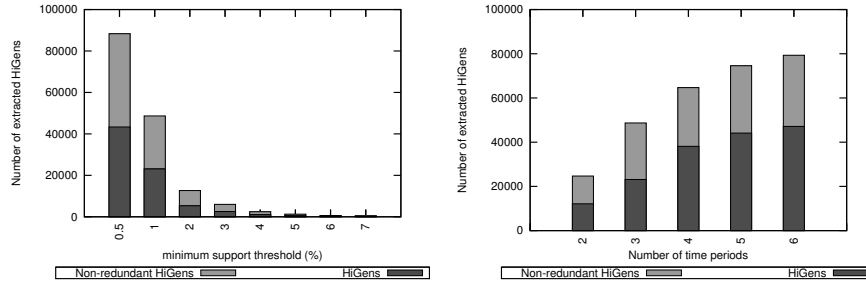 Number of extracted HiGens
100000
80000
60000
40000
20000
0
0.5 1 2 3 4 5 6 7
minimum support threshold (%)
Non-redundant HiGens HiGens
Number of extracted HiGens
100000
80000
60000
40000
20000
0
2 3 4 5 6
Number of time periods
Non-redundant HiGens HiGens